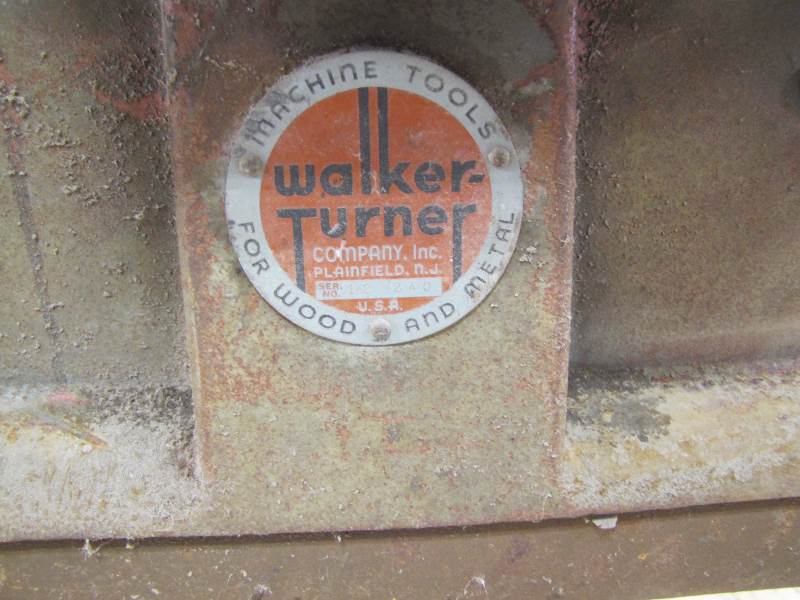 MACHINE TOOLS
Walker-
Turner
COMPANY, Inc.
PLAINFIELD, N.J.
SER.
NO.
U.S.A.
FOR WOOD AND METAL